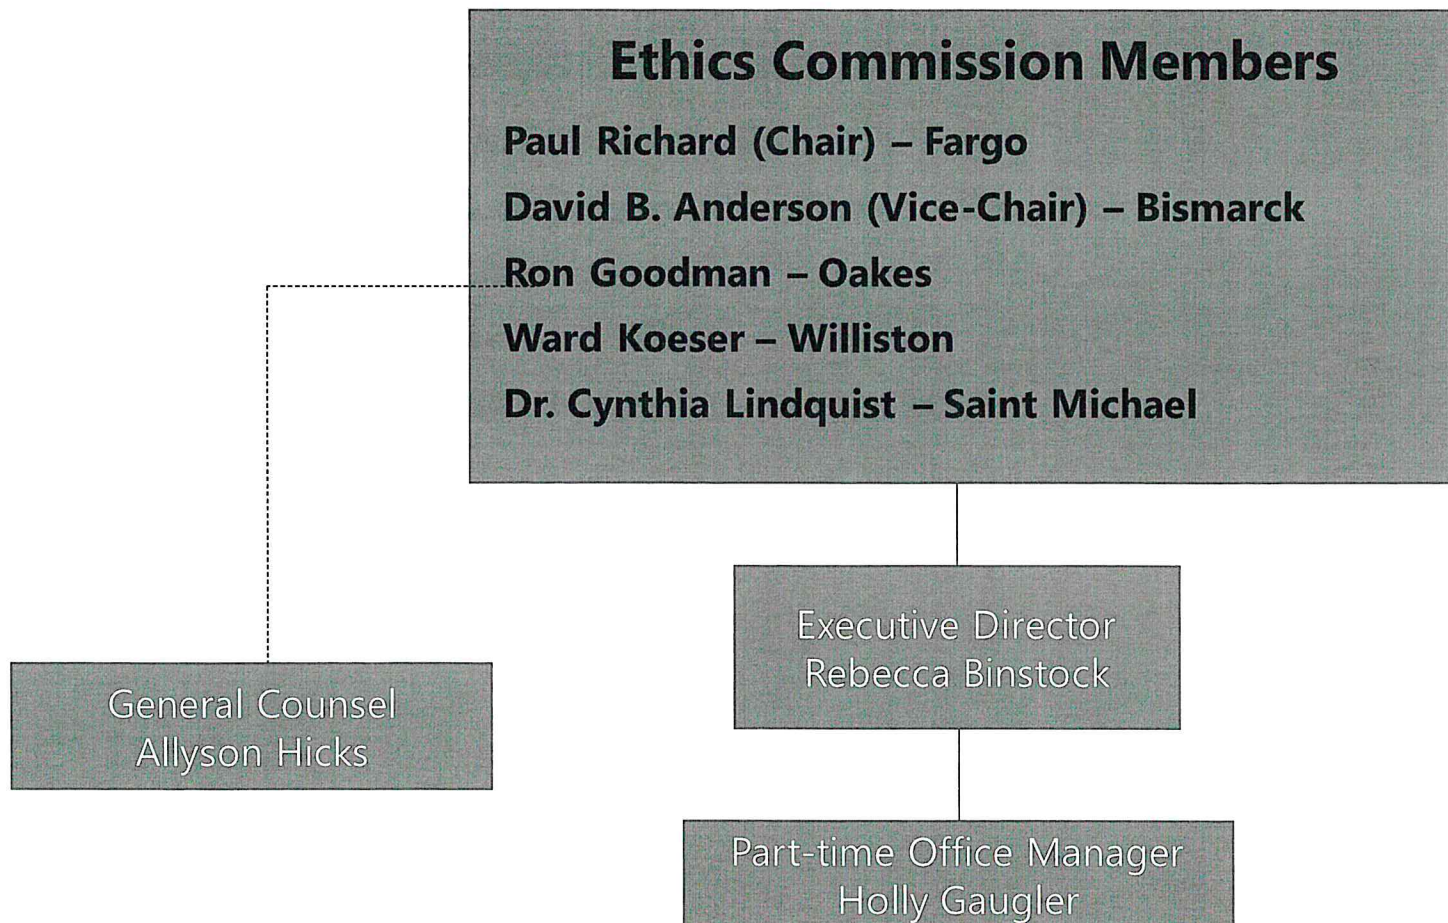 Ethics Commission Members
Paul Richard (Chair) – Fargo
David B. Anderson (Vice-Chair) – Bismarck
Ron Goodman – Oakes
Ward Koeser – Williston
Dr. Cynthia Lindquist – Saint Michael
Executive Director
Rebecca Binstock
General Counsel
Allyson Hicks
Part-time Office Manager
Holly Gaugler